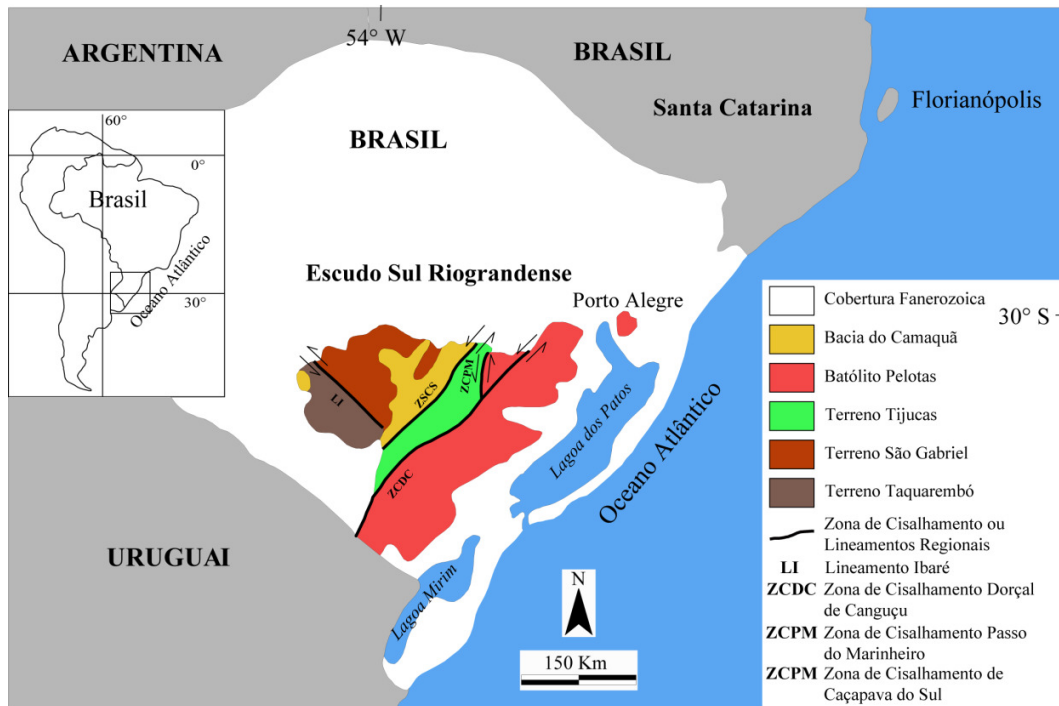 54° W
ARGENTINA
BRASIL
Santa Catarina
Florianópolis
BRASIL
60°
0°
Brasil
30°
Oceano Atlântico
Escudo Sul Riograndense
Porto Alegre
30° S
LI
ZSCS
ZCPM
ZCDC
Lagoa dos Patos
Oceano Atlântico
URUGUAI
Lagoa Mirim
N
150 Km
Cobertura Fanerozoica
Bacia do Camaquã
Batólito Pelotas
Terreno Tijucas
Terreno São Gabriel
Terreno Taquarembó
Zona de Cisalhamento ou
Lineamentos Regionais
LI Lineamento Ibaré
ZCDC Zona de Cisalhamento Dorçal
de Canguçu
ZCPM Zona de Cisalhamento Passo
do Marinheiro
ZCPM Zona de Cisalhamento de
Caçapava do Sul